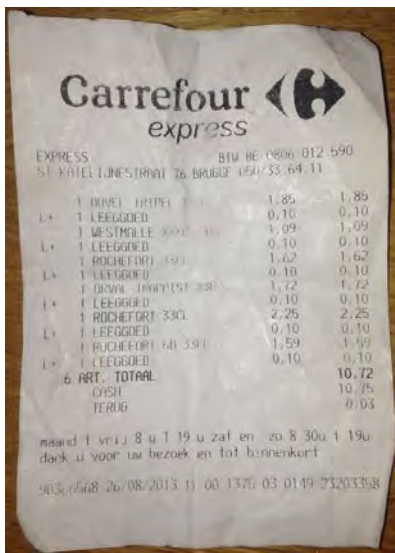 Carrefour
express
EXPRESS BTW BE 0806 012 590
ST KATELIJNESTRAAT 76 BRUGGE 050/33.64.11
1 DUVEL TRIPEL 1,85 1,85
L+ 1 LEEGGOED 0,10 0,10
1 WESTMALLE 1,09 1,09
L+ 1 LEEGGOED 0,10 0,10
1 ROCHEFORT 1,62 1,62
L+ 1 LEEGGOED 0,10 0,10
1 ORVAL TRAPPIST 33CL 1,72 1,72
L+ 1 LEEGGOED 0,10 0,10
1 ROCHEFORT 33CL 2,25 2,25
L+ 1 LEEGGOED 0,10 0,10
1 ROCHEFORT 33CL 1,59 1,59
L+ 1 LEEGGOED 0,10 0,10
6 ART. TOTAAL 10,72
CASH 10,75
TERUG 0,03
maand t vrij 8 u t 19 u zat en zo 8 30u t 19u
dank u voor uw bezoek en tot binnenkort
26/08/2013 1376 03 0149